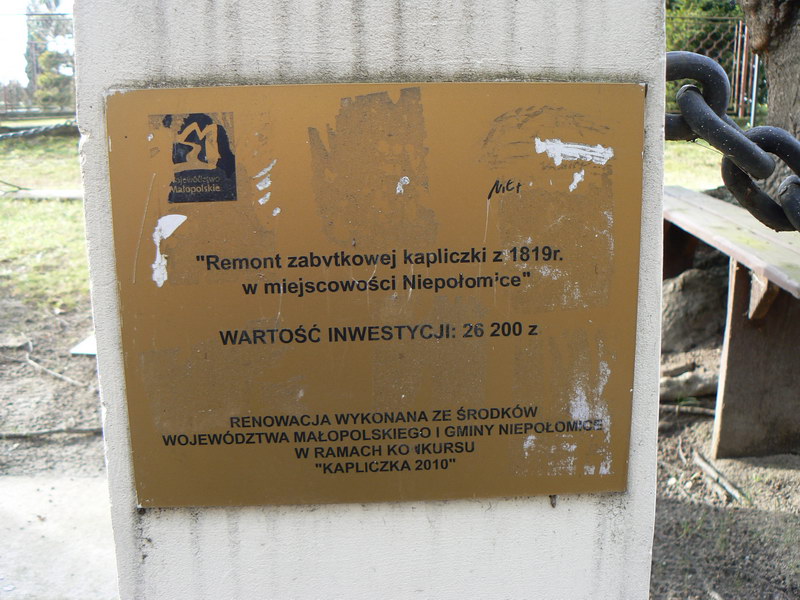 Województwo
Małopolskie
"Remont zabytkowej kapliczki z 1819r.
w miejscowości Niepołomice"
WARTOŚĆ INWESTYCJI: 26 200 z
RENOWACJA WYKONANA ZE ŚRODKÓW
WOJEWÓDZTWA MAŁOPOLSKIEGO I GMINY NIEPOŁOMICE
W RAMACH KONKURSU
"KAPLICZKA 2010"